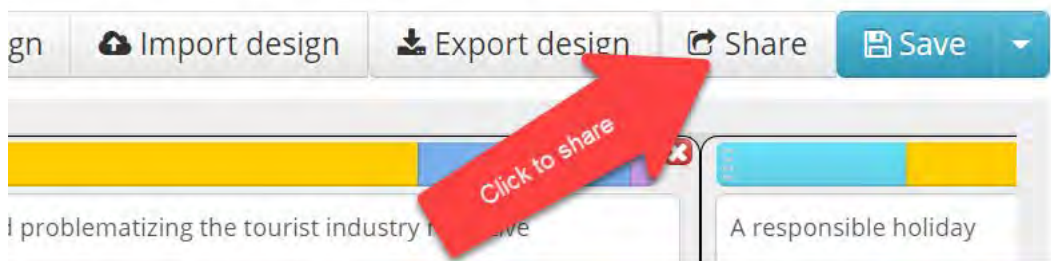 gn Import design Export design Share Save
Click to share
d problematizing the tourist industry
A responsible holiday